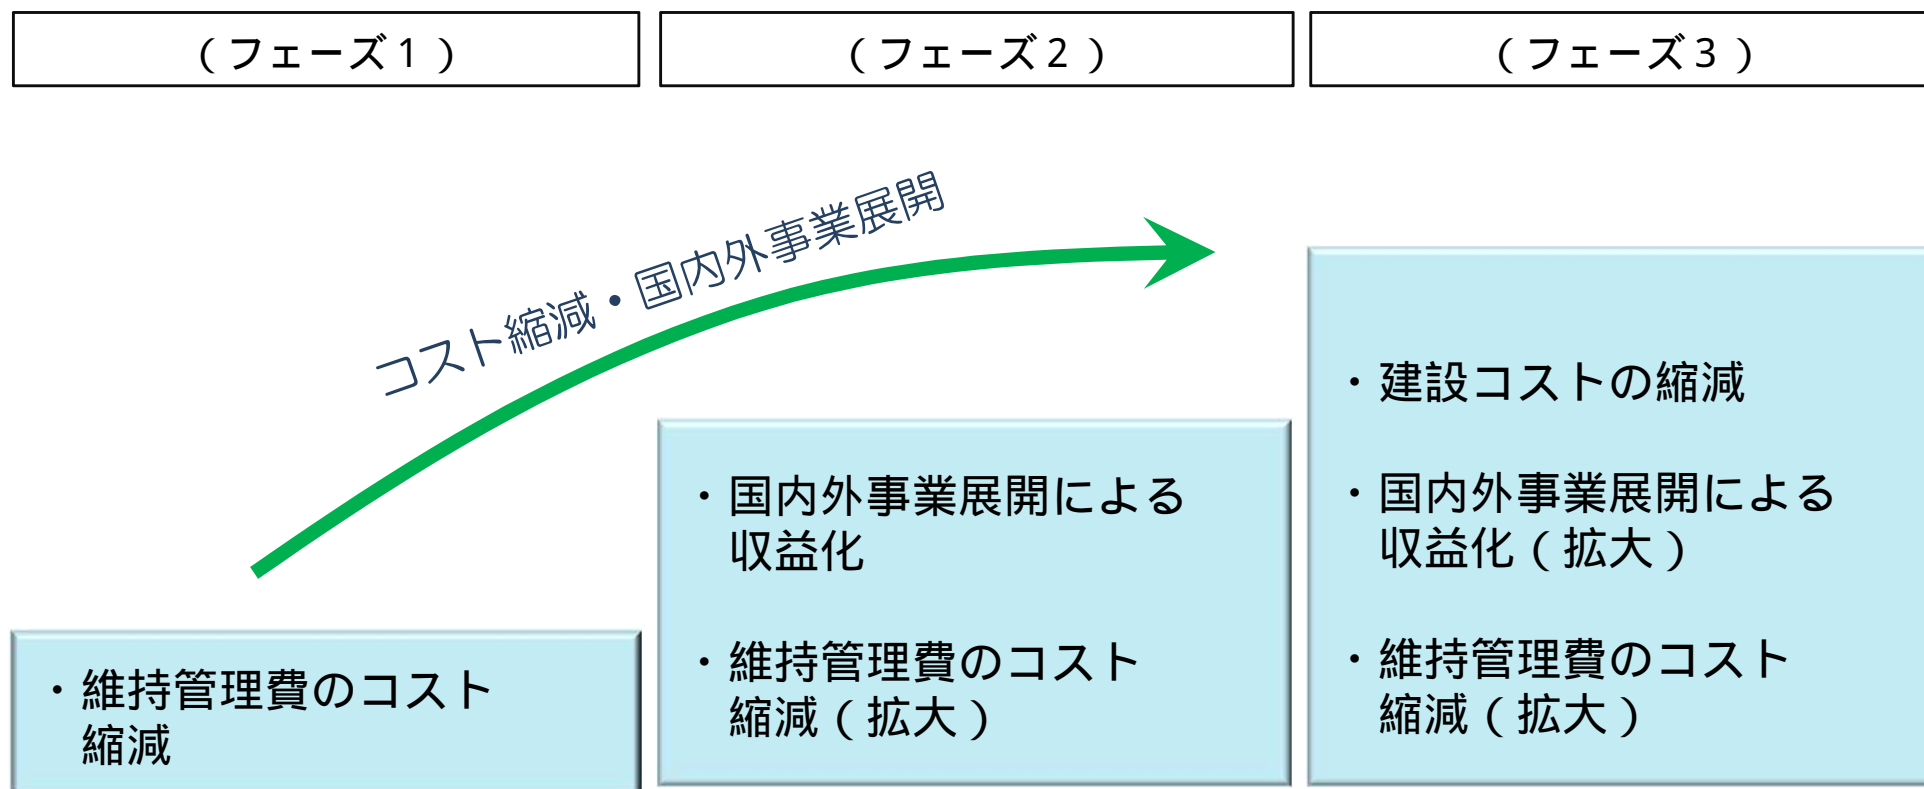 （フェーズ1）
（フェーズ2）
（フェーズ3）
コスト縮減・国内外事業展開
・維持管理費のコスト
縮減
・国内外事業展開による
収益化
・維持管理費のコスト
縮減（拡大）
・建設コストの縮減
・国内外事業展開による
収益化（拡大）
・維持管理費のコスト
縮減（拡大）